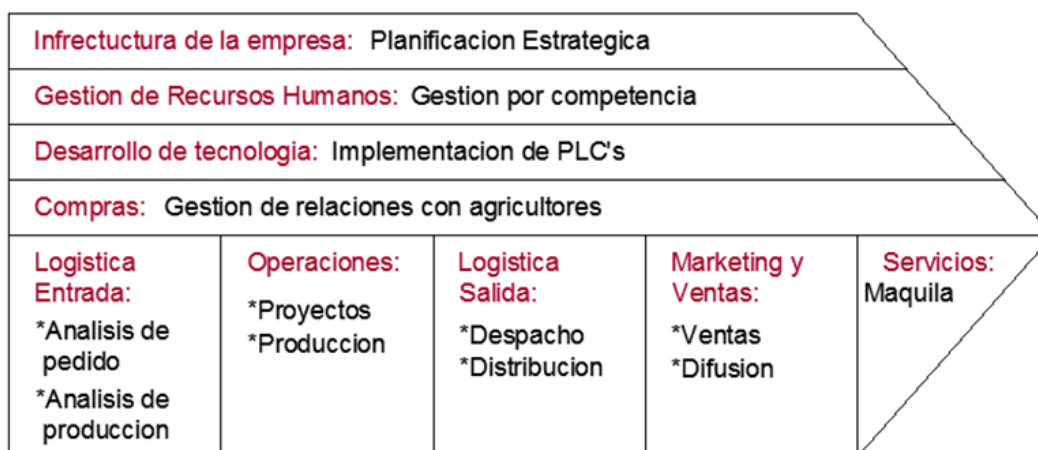 Infrectuctura de la empresa: Planificacion Estrategica
Gestion de Recursos Humanos: Gestion por competencia
Desarrollo de tecnologia: Implementacion de PLC's
Compras: Gestion de relaciones con agricultores
Logistica
Entrada:
*Analisis de
pedido
*Analisis de
produccion
Operaciones:
*Proyectos
*Produccion
Logistica
Salida:
*Despacho
*Distribucion
Marketing y
Ventas:
*Ventas
*Difusion
Servicios:
Maquila